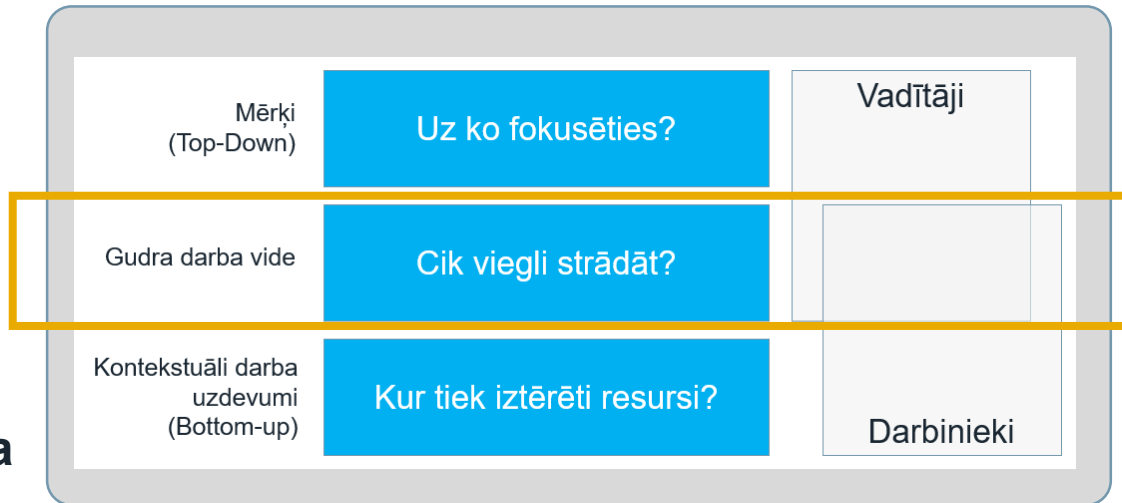 Mērķi
(Top-Down)
Uz ko fokusēties?
Vadītāji
Gudra darba vide
Cik viegli strādāt?
Kontekstuāli darba
uzdevumi
(Bottom-up)
Kur tiek iztērēti resursi?
Darbinieki
a